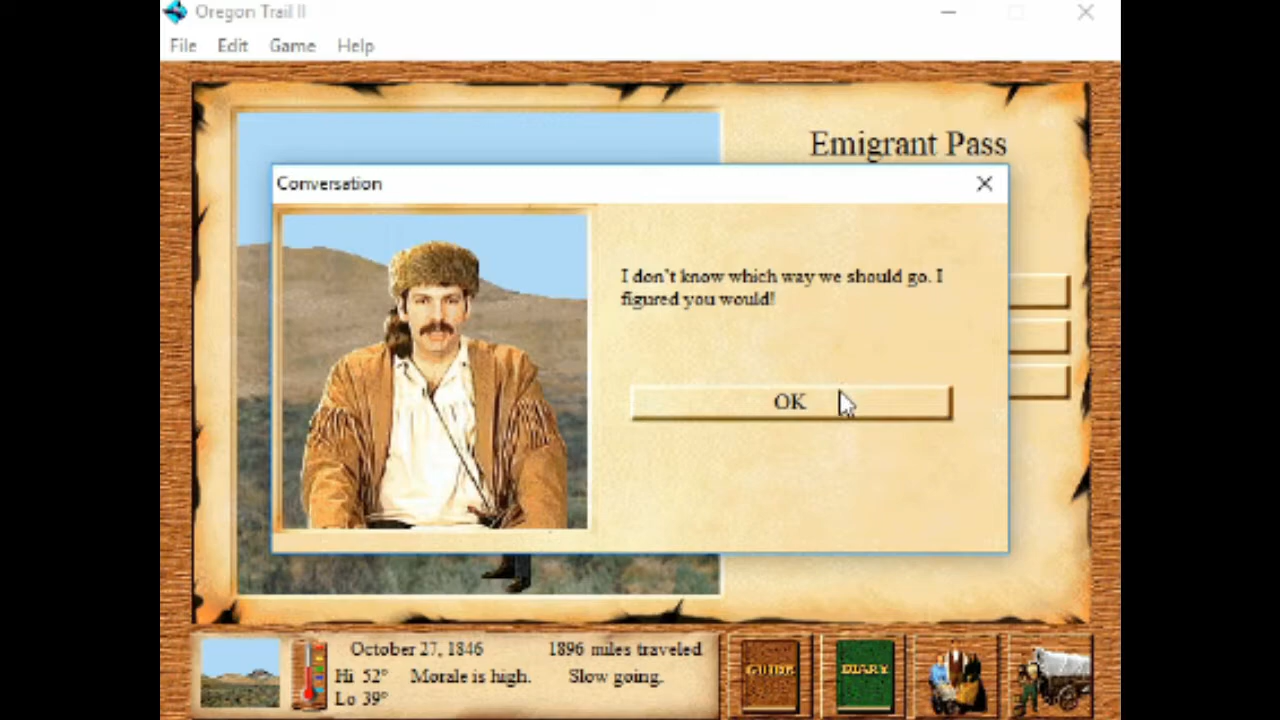 Oregon Trail II
File Edit Game Help
Emigrant Pass
Conversation
I don't know which way we should go. I
figured you would!
OK
October 27, 1846 1896 miles traveled
Hi 52° Morale is high. Slow going.
Lo 39°
GUIDE
DIARY